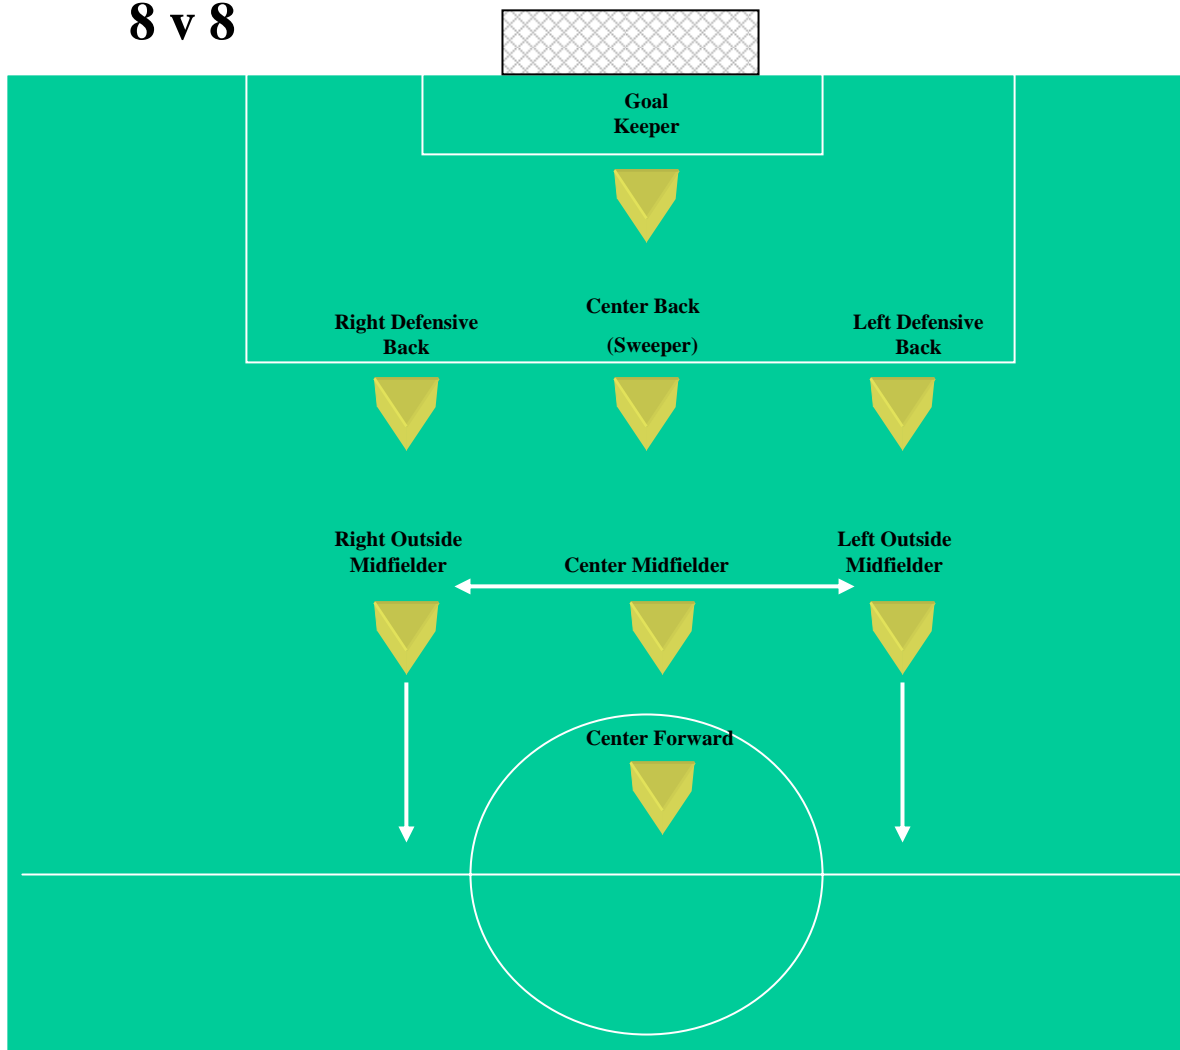 8 v 8
Goal
Keeper
Center Back
(Sweeper)
Right Defensive
Back
Left Defensive
Back
Right Outside
Midfielder
Center Midfielder
Left Outside
Midfielder
Center Forward